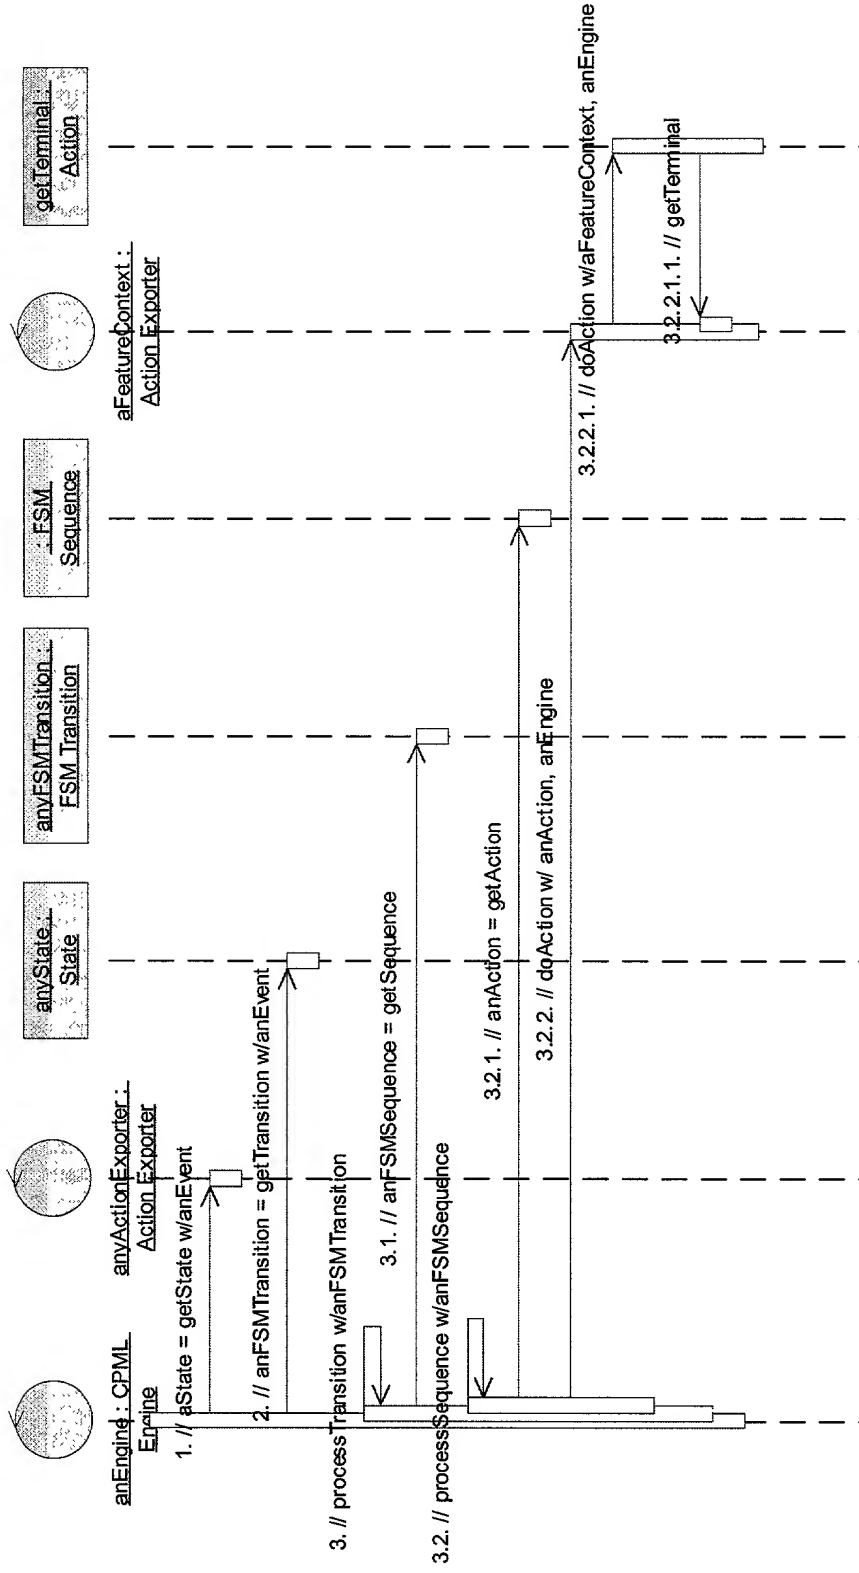 anEngine : CPML
Engine
anyActionExporter :
Action Exporter
anyState :
State
anyFSMTransition :
FSM Transition
: FSM
Sequence
aFeatureContext :
Action Exporter
getTerminal :
Action
1. // aState = getState w/anEvent
2. // anFSMTransition = getTransition w/anEvent
3. // processTransition w/anFSMTransition
3.1. // anFSMSequence = getSequence
3.2. // processSequence w/anFSMSequence
3.2.1. // anAction = getAction
3.2.2. // doAction w/ anAction, anEngine
3.2.2.1. // doAction w/aFeatureContext, anEngine
3.2.2.1.1. // getTerminal